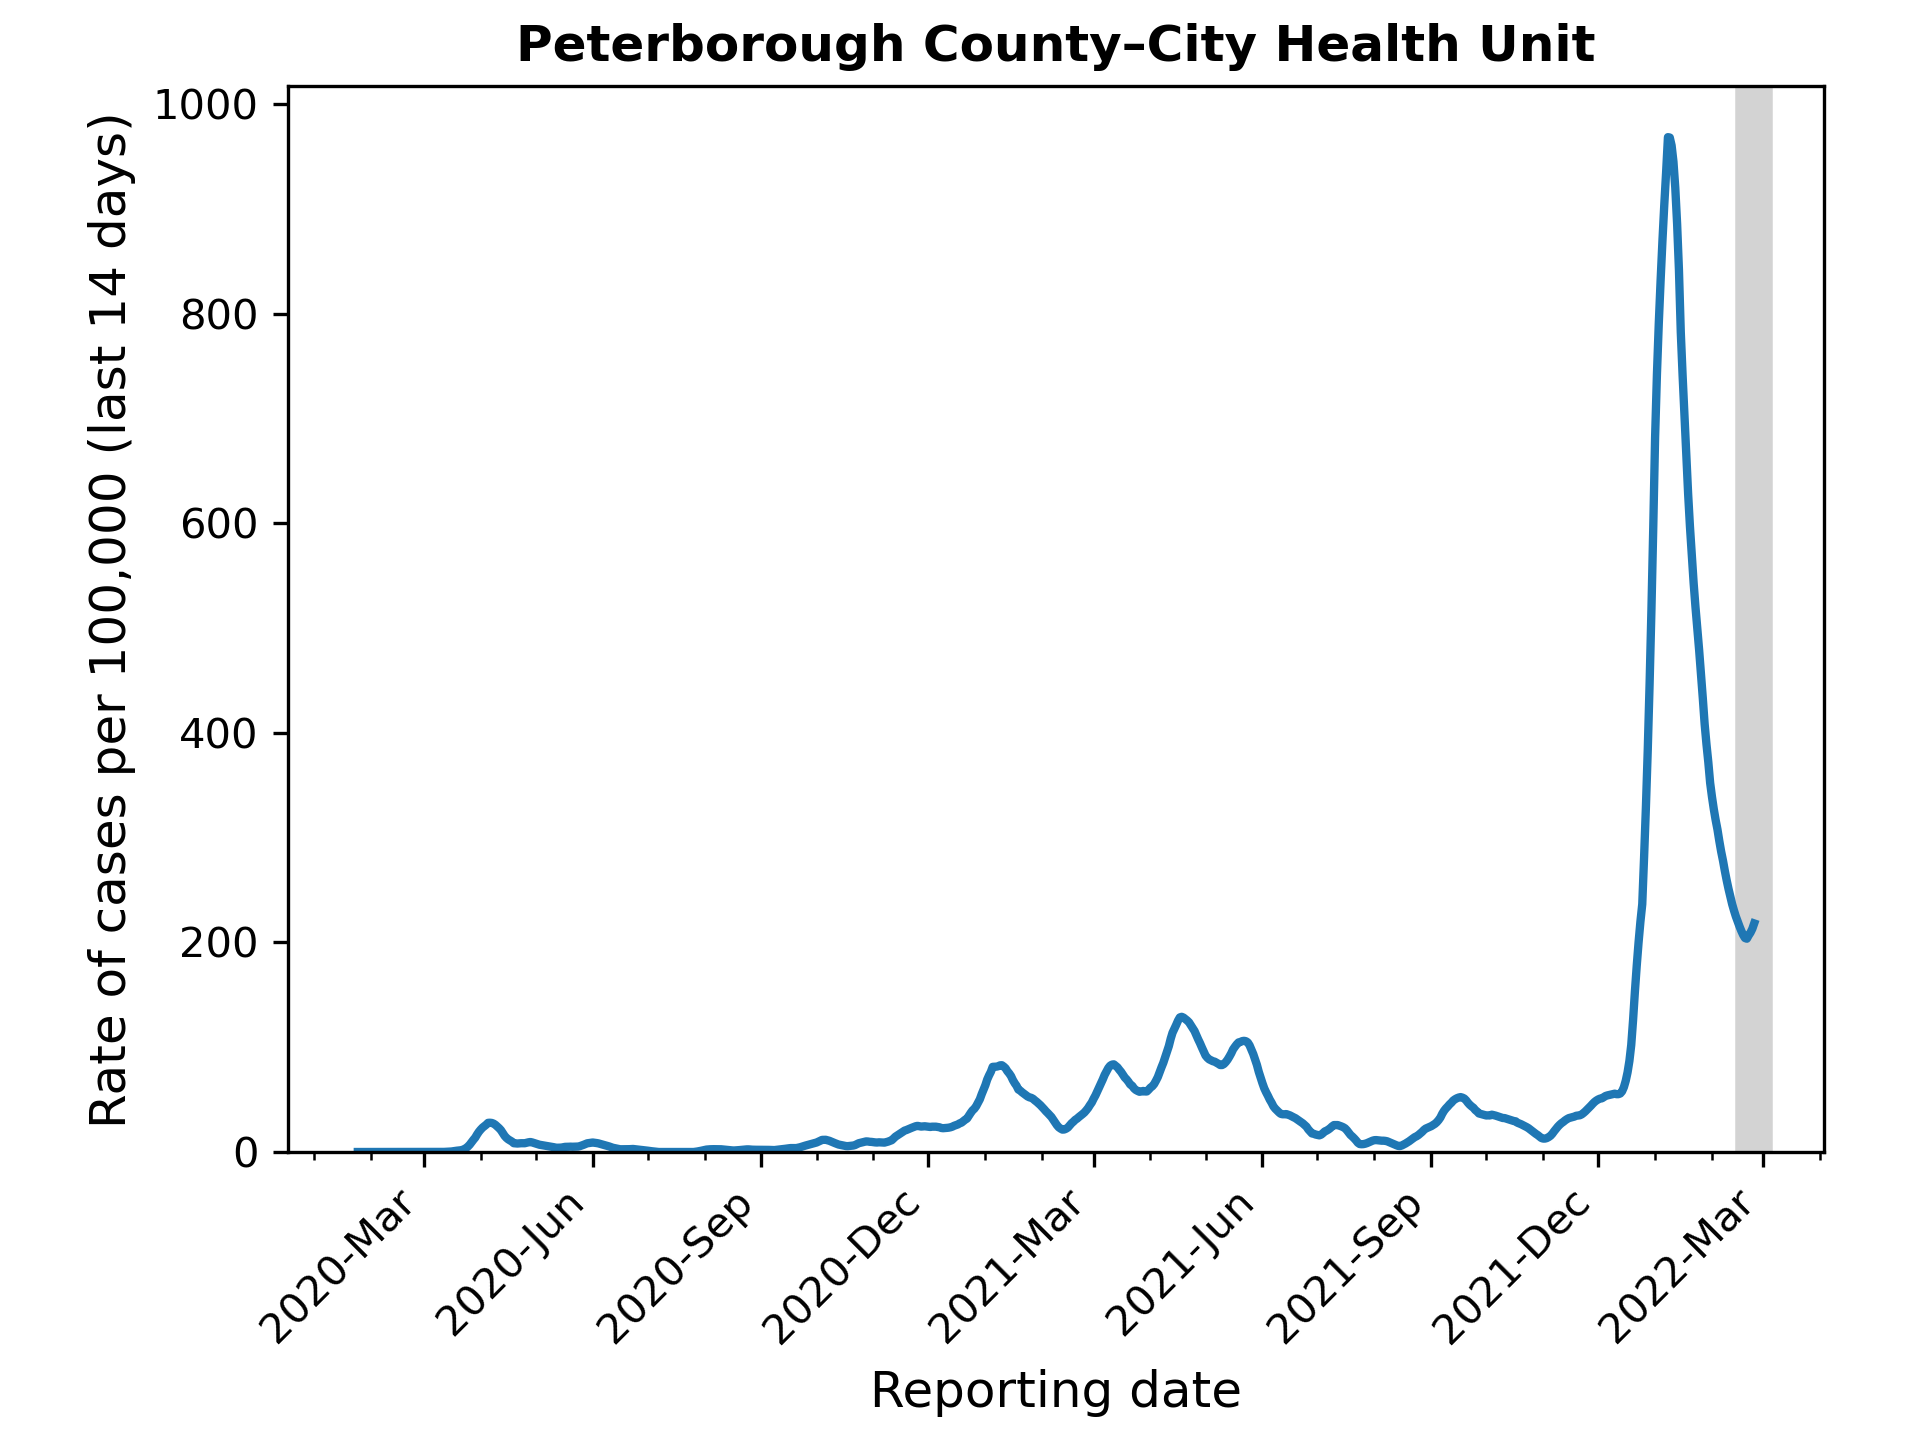 Peterborough County–City Health Unit
Rate of cases per 100,000 (last 14 days)
1000
800
600
400
200
0
2020-Mar
2020-Jun
2020-Sep
2020-Dec
2021-Mar
2021-Jun
2021-Sep
2021-Dec
2022-Mar
Reporting date